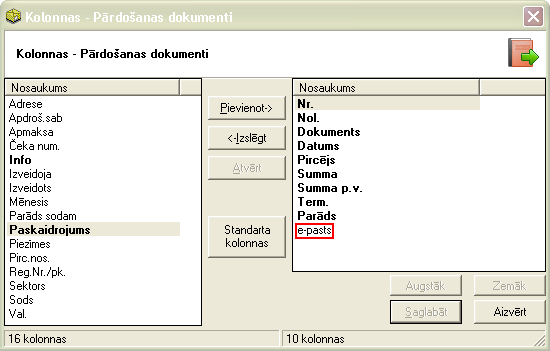 Kolonnas - Pārdošanas dokumenti
Kolonnas - Pārdošanas dokumenti
Nosaukums
Adrese
Apdroš.sab
Apmaksa
Čeka num.
Info
Izveidoja
Izveidots
Mēnesis
Parāds sodam
Paskaidrojums
Piezīmes
Pirc.nos.
Reg.Nr./pk.
Sektors
Sods
Val.
Pievienot->
<-Izslēgt
Atvērt
Standarta
kolonnas
Nosaukums
Nr.
Nol.
Dokuments
Datums
Pircējs
Summa
Summa p.v.
Term.
Parāds
e-pasts
Augstāk
Zemāk
Saglabāt
Aizvērt
16 kolonnas
10 kolonnas